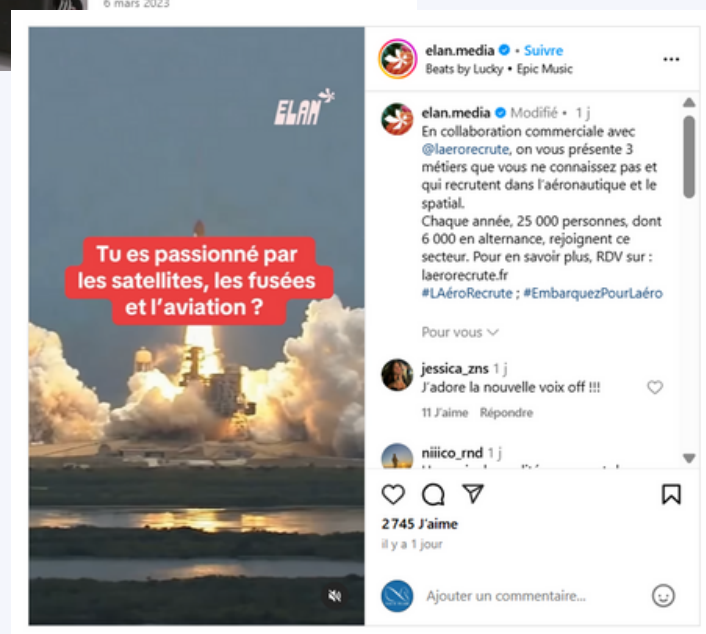 6 mars 2023
ELAN
Tu es passionné par
les satellites, les fusées
et l'aviation ?
elan.media • Suivre
Beats by Lucky • Epic Music
elan.media Modifié • 1 j
En collaboration commerciale avec
@laerorecrute, on vous présente 3
métiers que vous ne connaissez pas et
qui recrutent dans l'aéronautique et le
spatial.
Chaque année, 25 000 personnes, dont
6 000 en alternance, rejoignent ce
secteur. Pour en savoir plus, RDV sur :
laerorecrute.fr
#LAéroRecrute ; #EmbarquezPourLaéro
Pour vous
jessica_zns 1 j
J'adore la nouvelle voix off !!!
11 J'aime Répondre
niiico_rnd 1 j
2 745 J'aime
il y a 1 jour
Ajouter un commentaire...